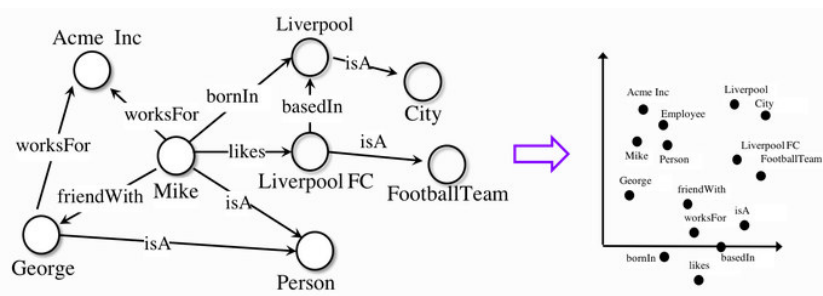 Acme Inc
Liverpool
isA
City
bornIn
basedIn
worksFor
worksFor
likes
isA
Liverpool FC
FootballTeam
Mike
friendWith
isA
George
isA
Person
Acme Inc
Liverpool
City
Employee
Mike
Person
Liverpool FC
FootballTeam
George
friendWith
worksFor
isA
bornIn
basedIn
likes